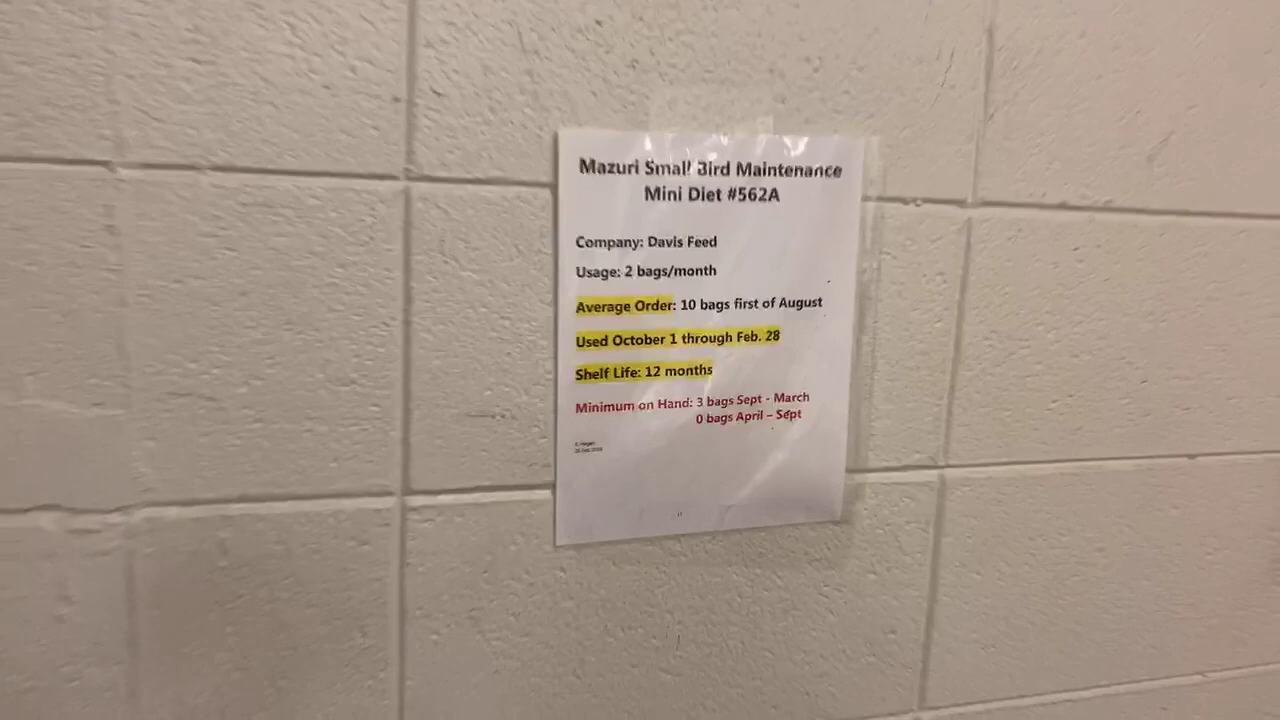 Mazuri Small Bird Maintenance
Mini Diet #562A
Company: Davis Feed
Usage: 2 bags/month
Average Order: 10 bags first of August
Used October 1 through Feb. 28
Shelf Life: 12 months
Minimum on Hand: 3 bags Sept - March
0 bags April – Sept